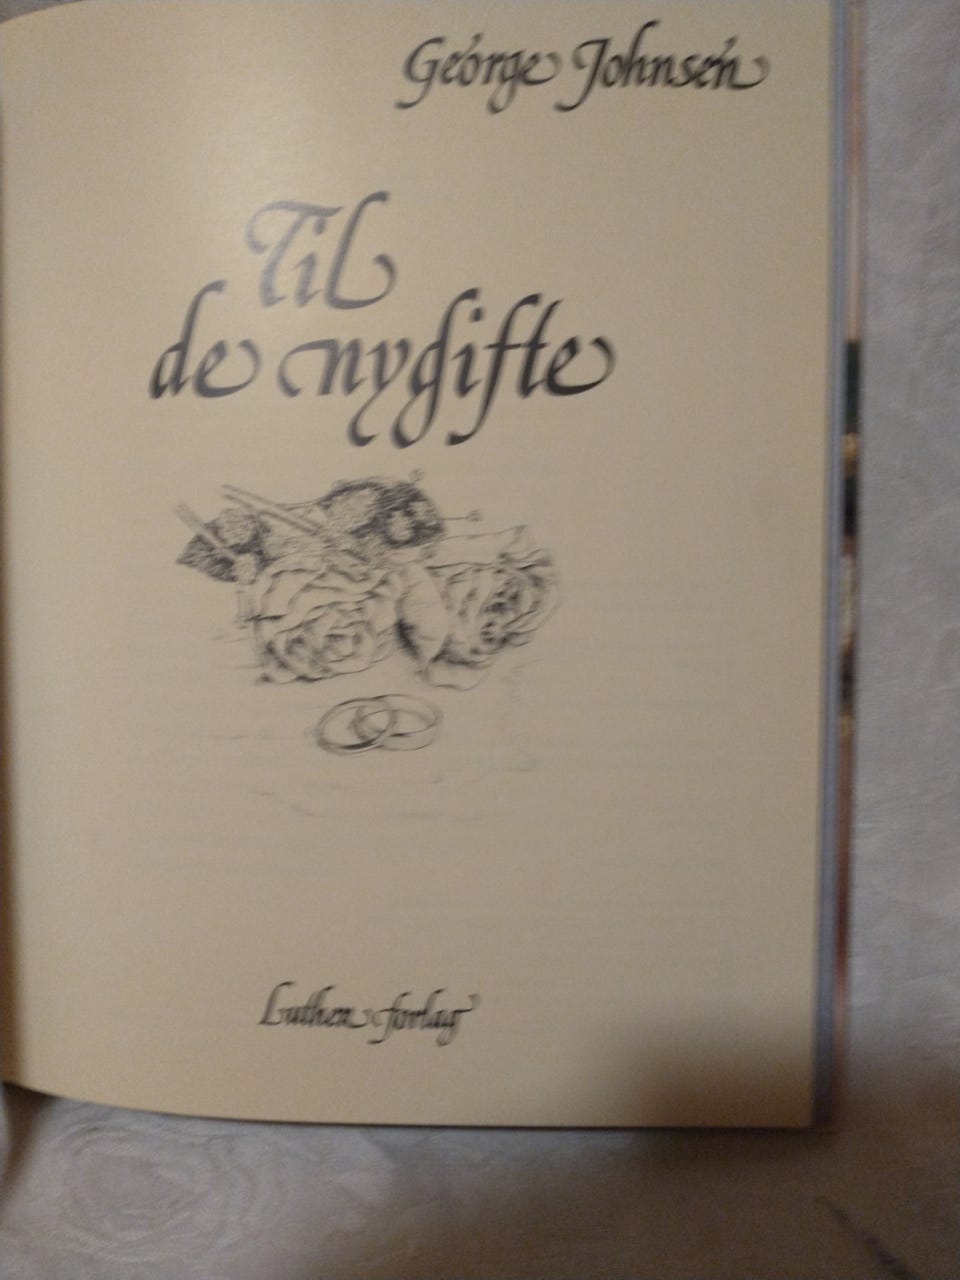 George Johnsen
Til
de nygifte
Luther forlag